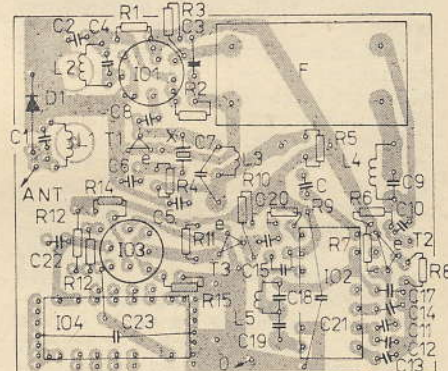 R1 R3
C2 C4 C3
L2 IO1 F
D1 R2
C8
C1 L T1 X C7 R5
e L3 L4
C6 R4 R10 C C9
ANT R14 C5 C20 R9 R6 C10
R12 e
C22 IO3 R11 R7 e T2
R12 T3 C15 IO2 R8
R15 C17
IO4 L5 C18 C14
C23 C21 C11
C19 C12
0 C13